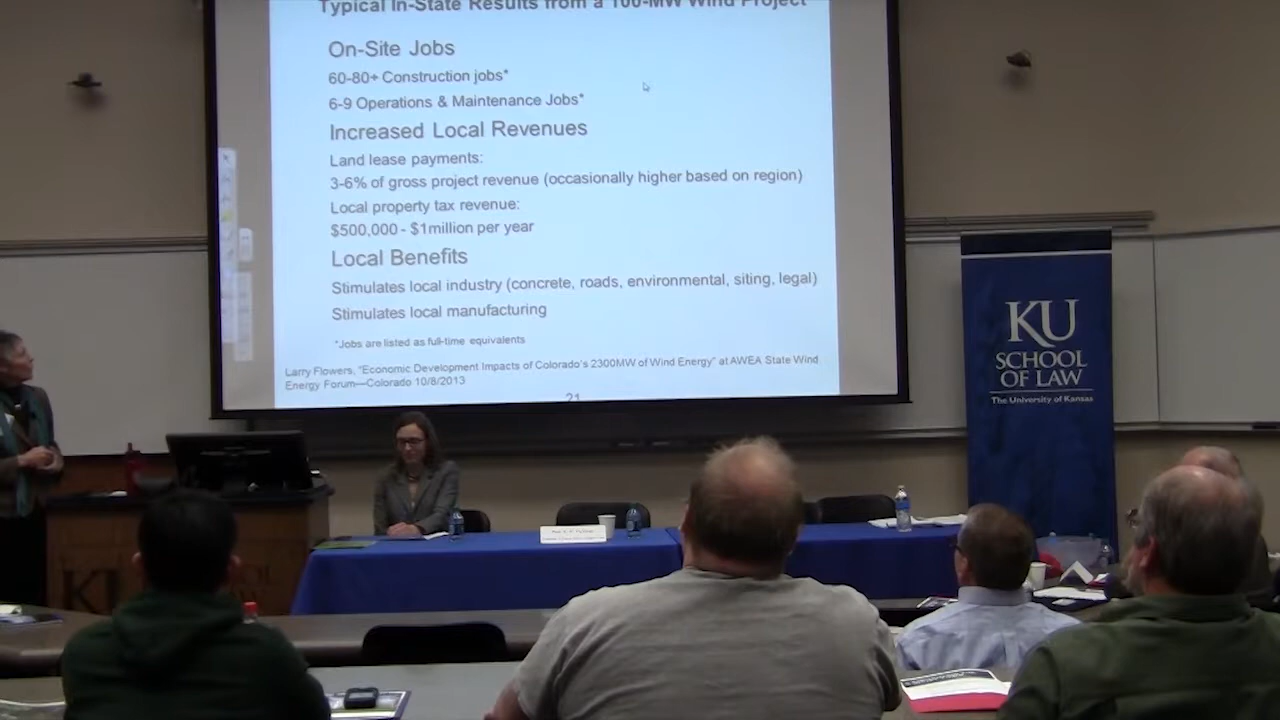 Typical In-State Results from a 100-MW Wind Project
On-Site Jobs
60-80+ Construction jobs*
6-9 Operations & Maintenance Jobs*
Increased Local Revenues
Land lease payments:
3-6% of gross project revenue (occasionally higher based on region)
Local property tax revenue:
$500,000 - $1million per year
Local Benefits
Stimulates local industry (concrete, roads, environmental, siting, legal)
Stimulates local manufacturing
*Jobs are listed as full-time equivalents
Larry Flowers, "Economic Development Impacts of Colorado's 2300MW of Wind Energy" at AWEA State Wind
Energy Forum—Colorado 10/8/2013
21
KU
SCHOOL
OF LAW
The University of Kansas
KU